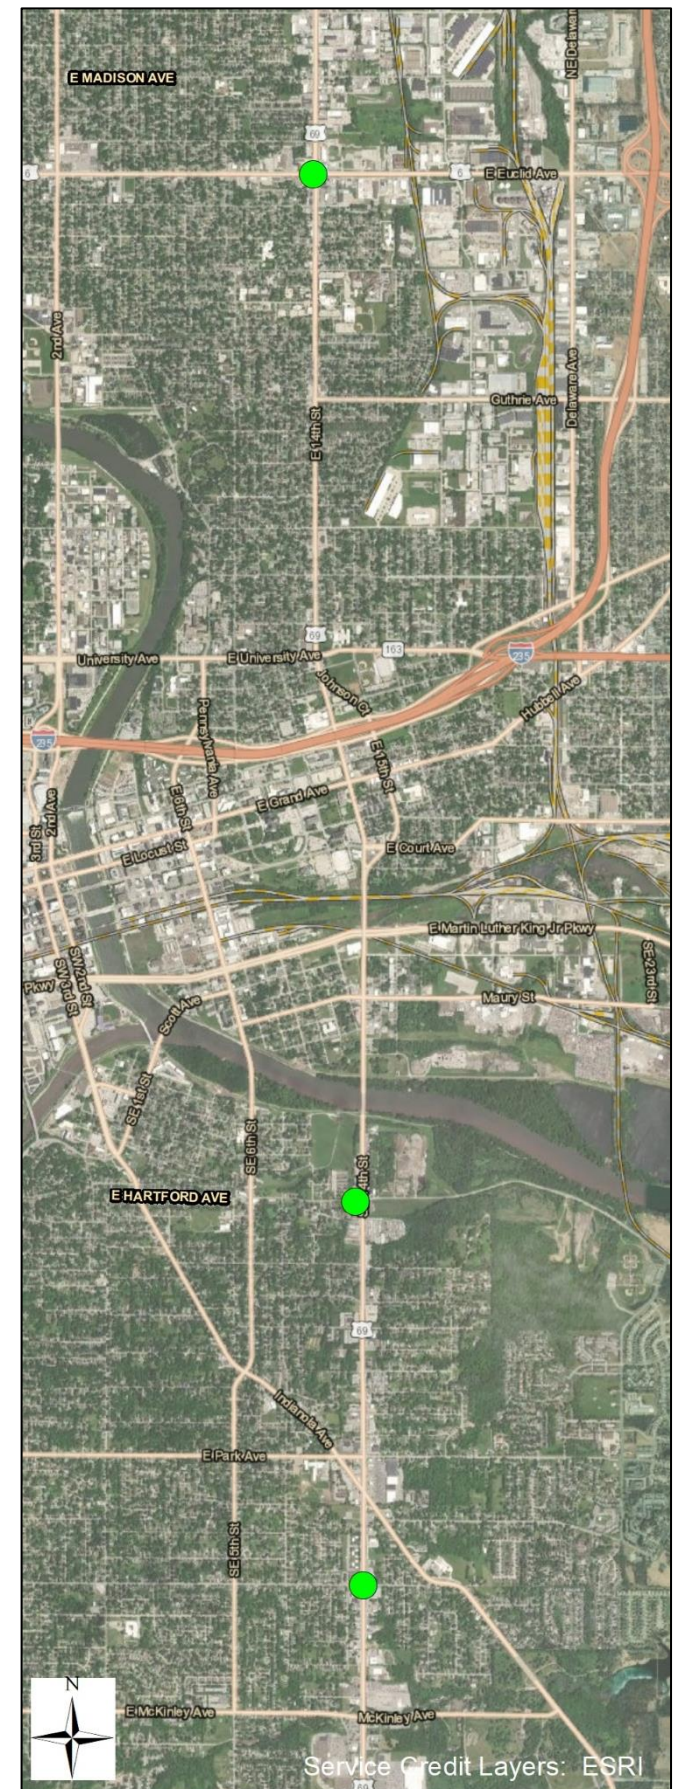 NE Delaware
E MADISON AVE
69
6
6
E Euclid Ave
2nd Ave
Guthrie Ave
Delaware Ave
E 14th St
69
163
University Ave
E University Ave
235
Johnson Ct
Hubbell Ave
Pennsylvania Ave
235
E 15th St
E 6th St
E Grand Ave
3rd St
2nd Ave
E Locust St
E Court Ave
E Martin Luther King Jr Pkwy
SW 3rd St
SW 2nd St
SE 23rd St
Pkwy
Scott Ave
Maury St
SE 1st St
SE 6th St
4th St
E HARTFORD AVE
69
Indianola Ave
E Park Ave
SE 5th St
N
E McKinley Ave
McKinley Ave
Service Credit Layers: ESRI
69